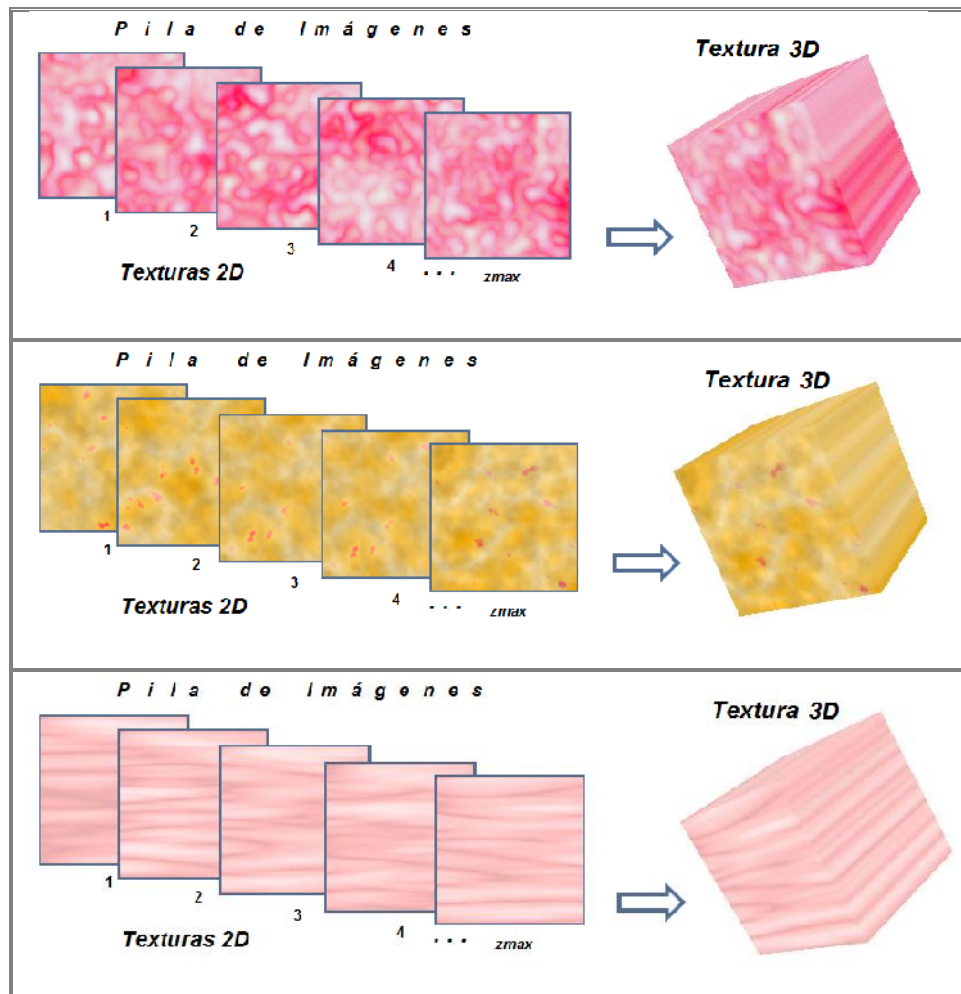 Pila de Imágenes
Textura 3D
1
2
3
4
...
zmax
Texturas 2D
Pila de Imágenes
Textura 3D
1
2
3
4
...
zmax
Texturas 2D
Pila de Imágenes
Textura 3D
1
2
3
4
...
zmax
Texturas 2D